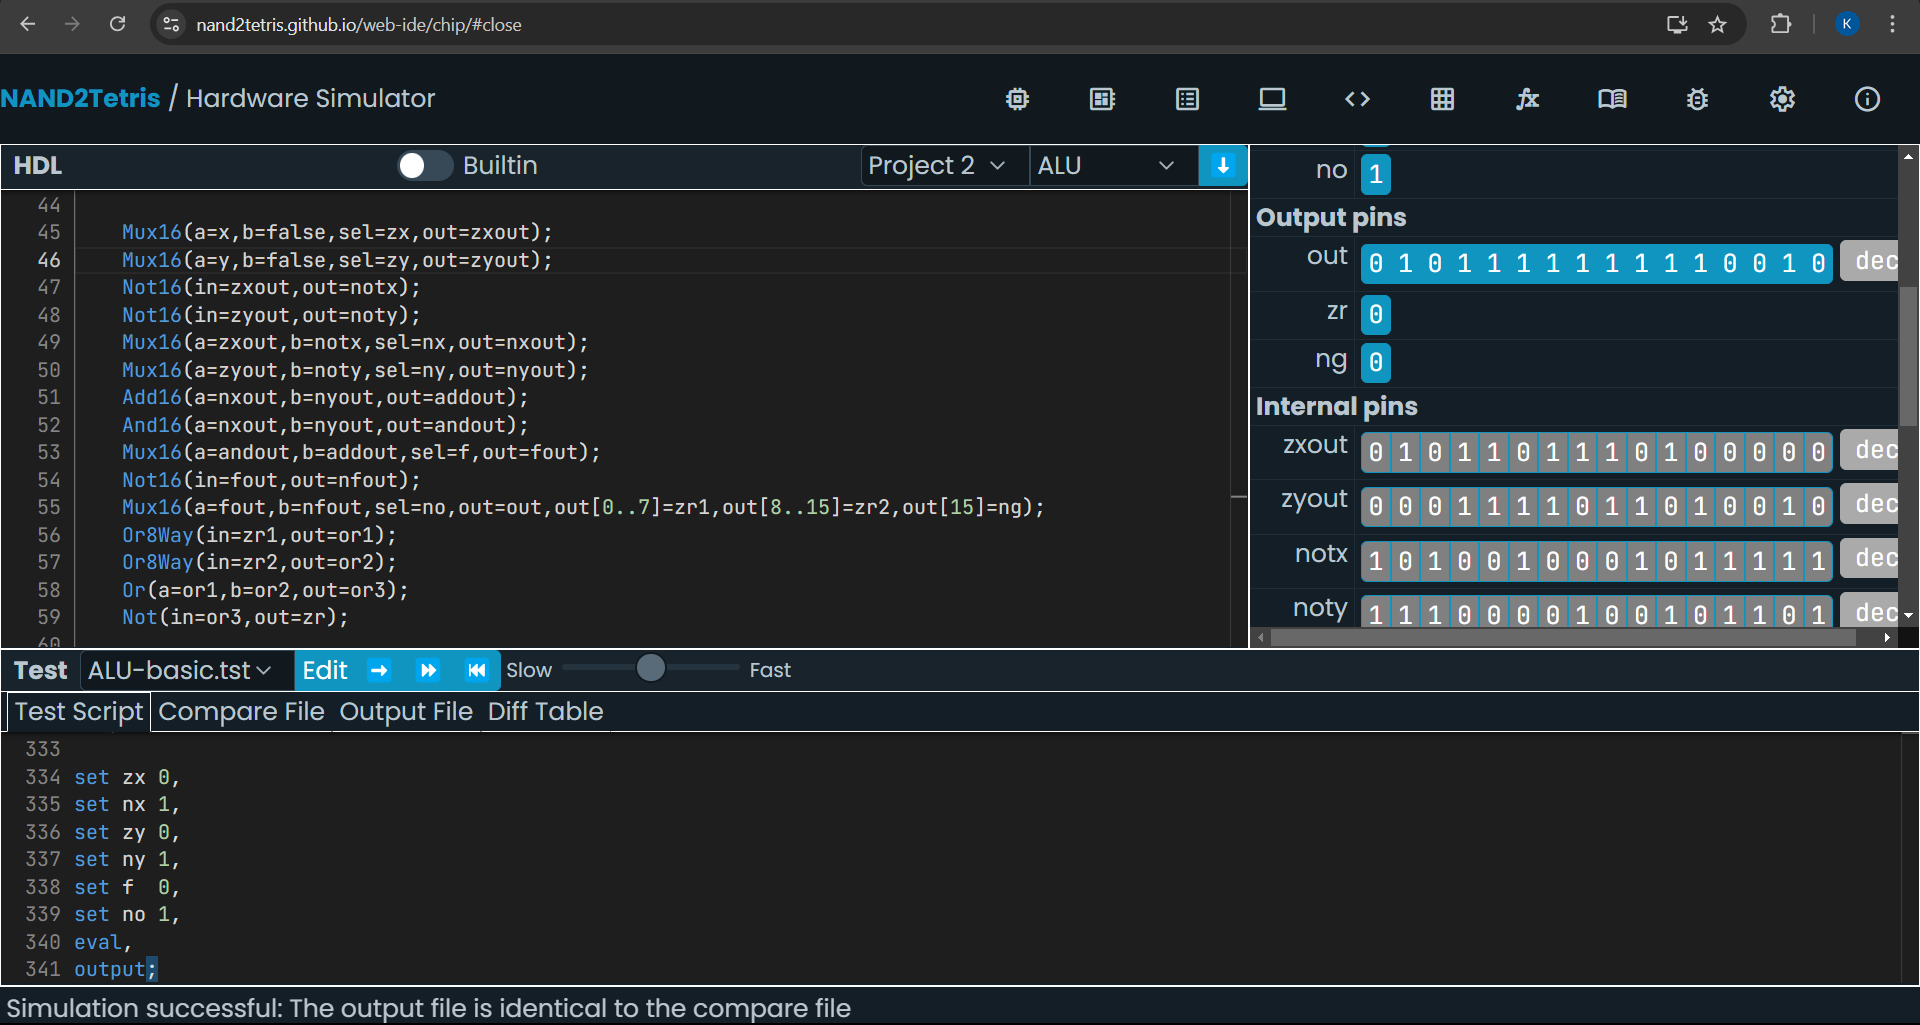 nand2tetris.github.io/web-ide/chip/#close
K
NAND2Tetris / Hardware Simulator
HDL Builtin Project 2 ALU
44
45 Mux16(a=x,b=false,sel=zx,out=zxout);
46 Mux16(a=y,b=false,sel=zy,out=zyout);
47 Not16(in=zxout,out=notx);
48 Not16(in=zyout,out=noty);
49 Mux16(a=zxout,b=notx,sel=nx,out=nxout);
50 Mux16(a=zyout,b=noty,sel=ny,out=nyout);
51 Add16(a=nxout,b=nyout,out=addout);
52 And16(a=nxout,b=nyout,out=andout);
53 Mux16(a=andout,b=addout,sel=f,out=fout);
54 Not16(in=fout,out=nfout);
55 Mux16(a=fout,b=nfout,sel=no,out=out,out[0..7]=zr1,out[8..15]=zr2,out[15]=ng);
56 Or8Way(in=zr1,out=or1);
57 Or8Way(in=zr2,out=or2);
58 Or(a=or1,b=or2,out=or3);
59 Not(in=or3,out=zr);
60
no 1
Output pins
out 0 1 0 1 1 1 1 1 1 1 1 1 0 0 1 0 dec
zr 0
ng 0
Internal pins
zxout 0 1 0 1 1 0 1 1 1 0 1 0 0 0 0 0 dec
zyout 0 0 0 1 1 1 1 0 1 1 0 1 0 0 1 0 dec
notx 1 0 1 0 0 1 0 0 0 1 0 1 1 1 1 1 dec
noty 1 1 1 0 0 0 0 1 0 0 1 0 1 1 0 1 dec
Test ALU-basic.tst Edit Slow Fast
Test Script Compare File Output File Diff Table
333
334 set zx 0,
335 set nx 1,
336 set zy 0,
337 set ny 1,
338 set f 0,
339 set no 1,
340 eval,
341 output;
Simulation successful: The output file is identical to the compare file